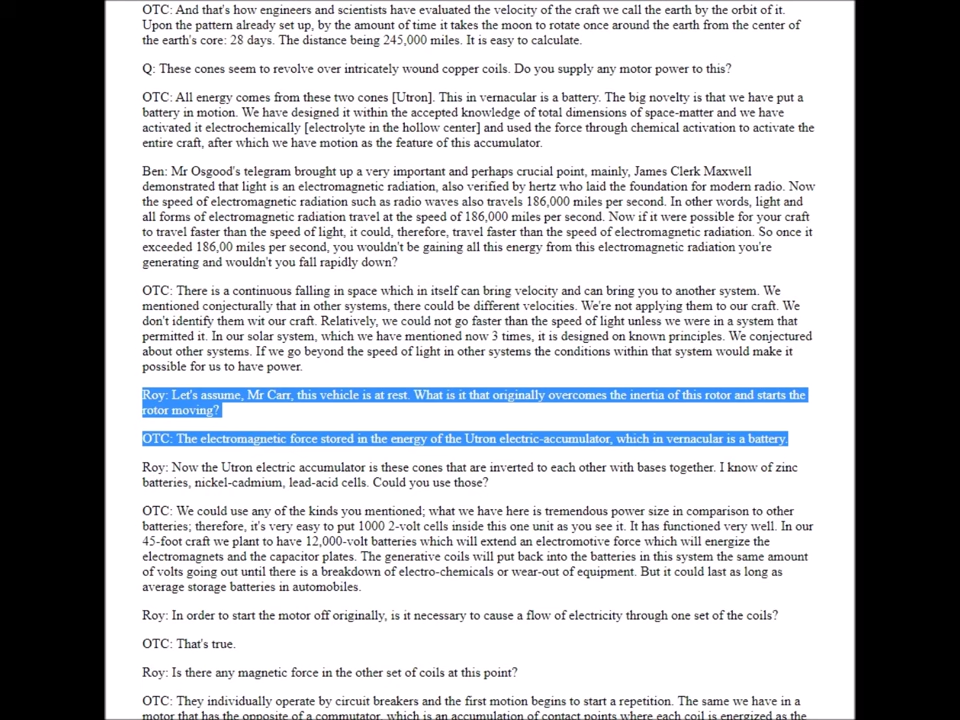 OTC: And that's how engineers and scientists have evaluated the velocity of the craft we call the earth by the orbit of it.
Upon the pattern already set up, by the amount of time it takes the moon to rotate once around the earth from the center of
the earth's core: 28 days. The distance being 245,000 miles. It is easy to calculate.
Q: These cones seem to revolve over intricately wound copper coils. Do you supply any motor power to this?
OTC: All energy comes from these two cones [Utron]. This in vernacular is a battery. The big novelty is that we have put a
battery in motion. We have designed it within the accepted knowledge of total dimensions of space-matter and we have
activated it electrochemically [electrolyte in the hollow center] and used the force through chemical activation to activate the
entire craft, after which we have motion as the feature of this accumulator.
Ben: Mr Osgood's telegram brought up a very important and perhaps crucial point, mainly, James Clerk Maxwell
demonstrated that light is an electromagnetic radiation, also verified by hertz who laid the foundation for modern radio. Now
the speed of electromagnetic radiation such as radio waves also travels 186,000 miles per second. In other words, light and
all forms of electromagnetic radiation travel at the speed of 186,000 miles per second. Now if it were possible for your craft
to travel faster than the speed of light, it could, therefore, travel faster than the speed of electromagnetic radiation. So once it
exceeded 186,00 miles per second, you wouldn't be gaining all this energy from this electromagnetic radiation you're
generating and wouldn't you fall rapidly down?
OTC: There is a continuous falling in space which in itself can bring velocity and can bring you to another system. We
mentioned conjecturally that in other systems, there could be different velocities. We're not applying them to our craft. We
don't identify them wit our craft. Relatively, we could not go faster than the speed of light unless we were in a system that
permitted it. In our solar system, which we have mentioned now 3 times, it is designed on known principles. We conjectured
about other systems. If we go beyond the speed of light in other systems the conditions within that system would make it
possible for us to have power.
Roy: Let's assume, Mr Carr, this vehicle is at rest. What is it that originally overcomes the inertia of this rotor and starts the
rotor moving?
OTC: The electromagnetic force stored in the energy of the Utron electric-accumulator, which in vernacular is a battery.
Roy: Now the Utron electric accumulator is these cones that are inverted to each other with bases together. I know of zinc
batteries, nickel-cadmium, lead-acid cells. Could you use those?
OTC: We could use any of the kinds you mentioned; what we have here is tremendous power size in comparison to other
batteries; therefore, it's very easy to put 1000 2-volt cells inside this one unit as you see it. It has functioned very well. In our
45-foot craft we plan to have 12,000-volt batteries which will extend an electromotive force which will energize the
electromagnets and the capacitor plates. The generative coils will put back into the batteries in this system the same amount
of volts going out until there is a breakdown of electro-chemicals or wear-out of equipment. But it could last as long as
average storage batteries in automobiles.
Roy: In order to start the motor off originally, is it necessary to cause a flow of electricity through one set of the coils?
OTC: That's true.
Roy: Is there any magnetic force in the other set of coils at this point?
OTC: They individually operate by circuit breakers and the first motion begins to start a repetition. The same we have in a
motor that has the opposite of a commutator, which is an accumulation of contact points where each coil is energized as the